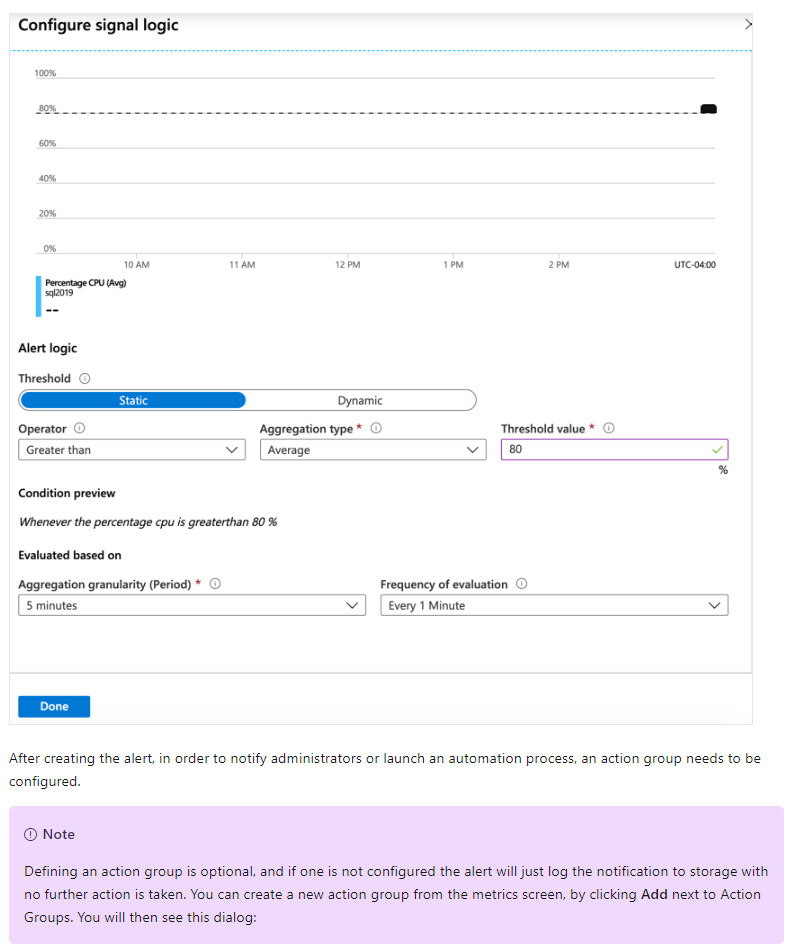 Configure signal logic
100%
80%
60%
40%
20%
0%
10 AM 11 AM 12 PM 1 PM 2 PM UTC-04:00
Percentage CPU (Avg)
sql2019
--
Alert logic
Threshold
Static Dynamic
Operator Aggregation type * Threshold value *
Greater than Average 80
%
Condition preview
Whenever the percentage cpu is greaterthan 80 %
Evaluated based on
Aggregation granularity (Period) * Frequency of evaluation
5 minutes Every 1 Minute
Done
After creating the alert, in order to notify administrators or launch an automation process, an action group needs to be
configured.
Note
Defining an action group is optional, and if one is not configured the alert will just log the notification to storage with
no further action is taken. You can create a new action group from the metrics screen, by clicking Add next to Action
Groups. You will then see this dialog: